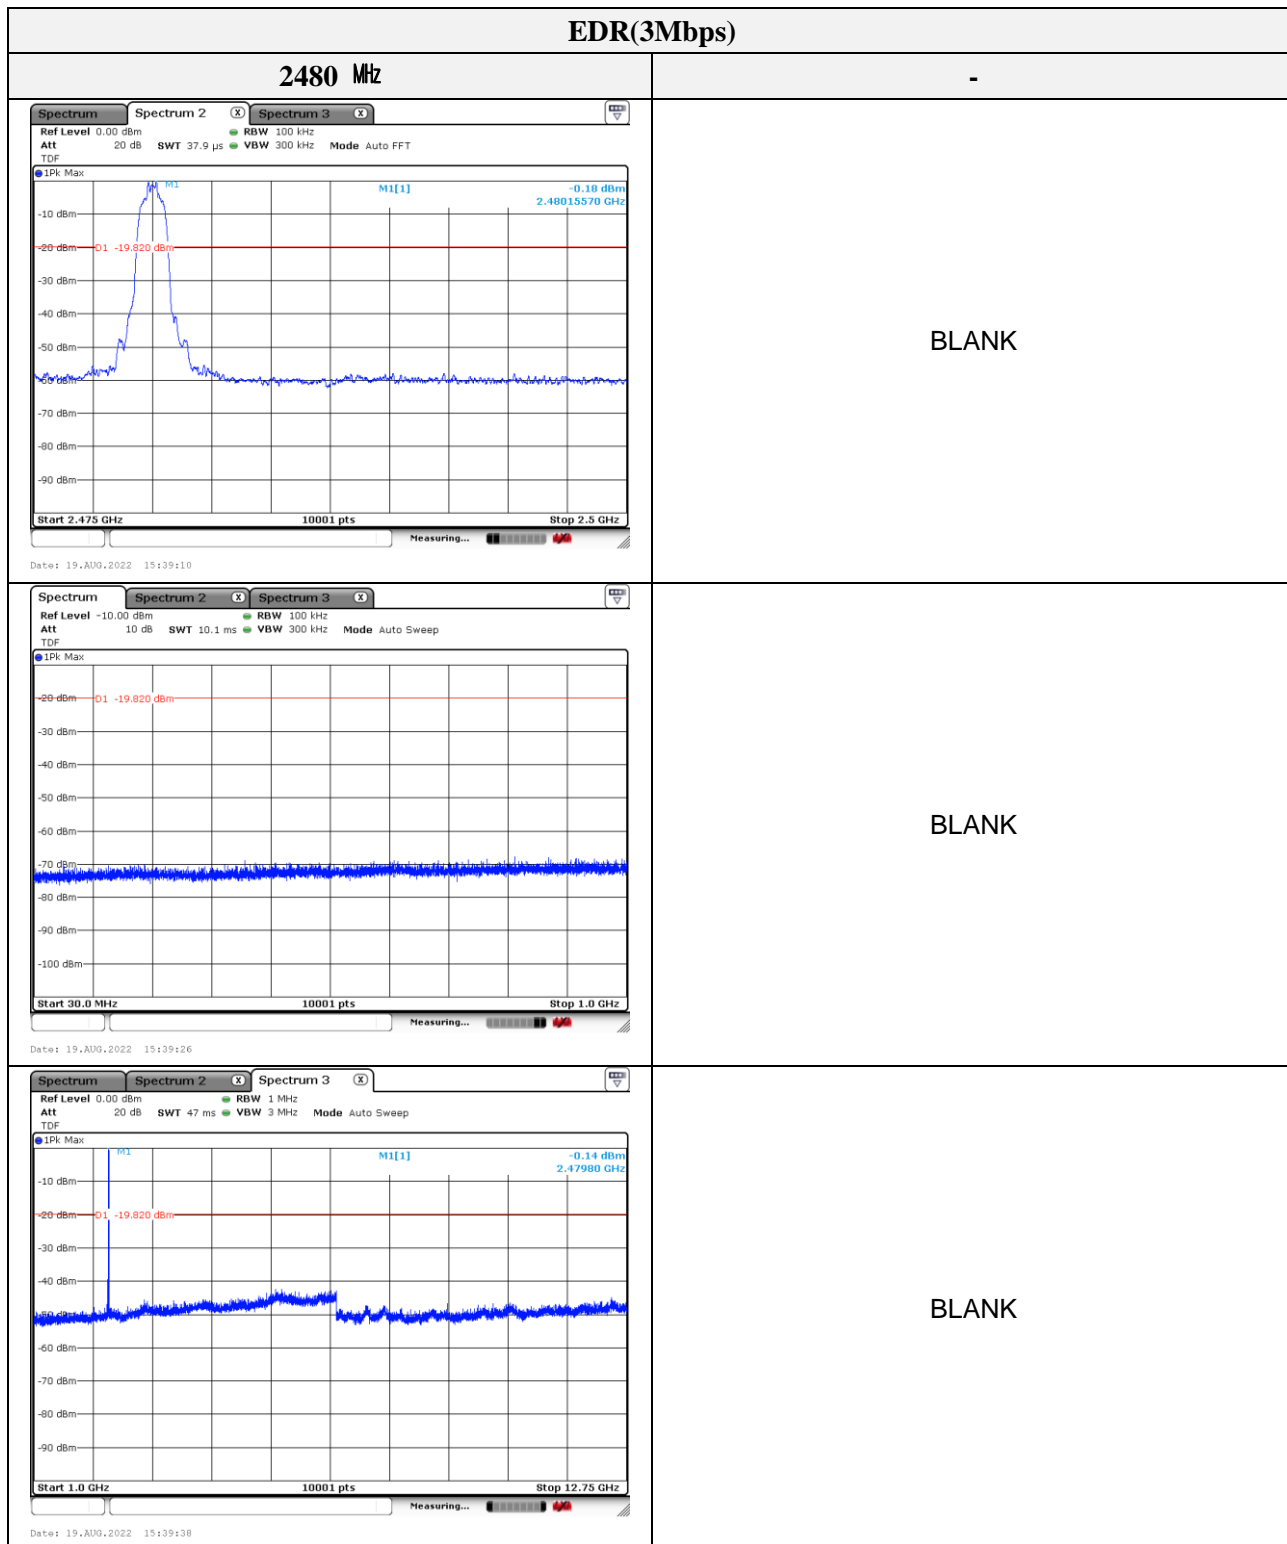 EDR(3Mbps)
2480 ㎒
-
Spectrum Spectrum 2 X Spectrum 3 X
Ref Level 0.00 dBm RBW 100 kHz
Att 20 dB SWT 37.9 µs VBW 300 kHz Mode Auto FFT
TDF
1Pk Max
M1 M1[1] -0.18 dBm
2.48015570 GHz
-10 dBm
-20 dBm D1 -19.820 dBm
-30 dBm
-40 dBm
-50 dBm
-60 dBm
-70 dBm
-80 dBm
-90 dBm
Start 2.475 GHz 10001 pts Stop 2.5 GHz
Measuring...
Date: 19.AUG.2022 15:39:10
BLANK
Spectrum Spectrum 2 X Spectrum 3 X
Ref Level -10.00 dBm RBW 100 kHz
Att 10 dB SWT 10.1 ms VBW 300 kHz Mode Auto Sweep
TDF
1Pk Max
-20 dBm D1 -19.820 dBm
-30 dBm
-40 dBm
-50 dBm
-60 dBm
-70 dBm
-80 dBm
-90 dBm
-100 dBm
Start 30.0 MHz 10001 pts Stop 1.0 GHz
Measuring...
Date: 19.AUG.2022 15:39:26
BLANK
Spectrum Spectrum 2 X Spectrum 3 X
Ref Level 0.00 dBm RBW 1 MHz
Att 20 dB SWT 47 ms VBW 3 MHz Mode Auto Sweep
TDF
1Pk Max
M1 M1[1] -0.14 dBm
2.47980 GHz
-10 dBm
-20 dBm D1 -19.820 dBm
-30 dBm
-40 dBm
-50 dBm
-60 dBm
-70 dBm
-80 dBm
-90 dBm
Start 1.0 GHz 10001 pts Stop 12.75 GHz
Measuring...
Date: 19.AUG.2022 15:39:38
BLANK